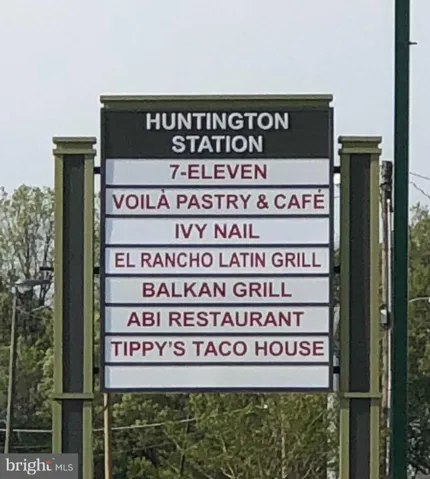 HUNTINGTON
STATION
7-ELEVEN
VOILÀ PASTRY & CAFÉ
IVY NAIL
EL RANCHO LATIN GRILL
BALKAN GRILL
ABI RESTAURANT
TIPPY'S TACO HOUSE
bright MLS